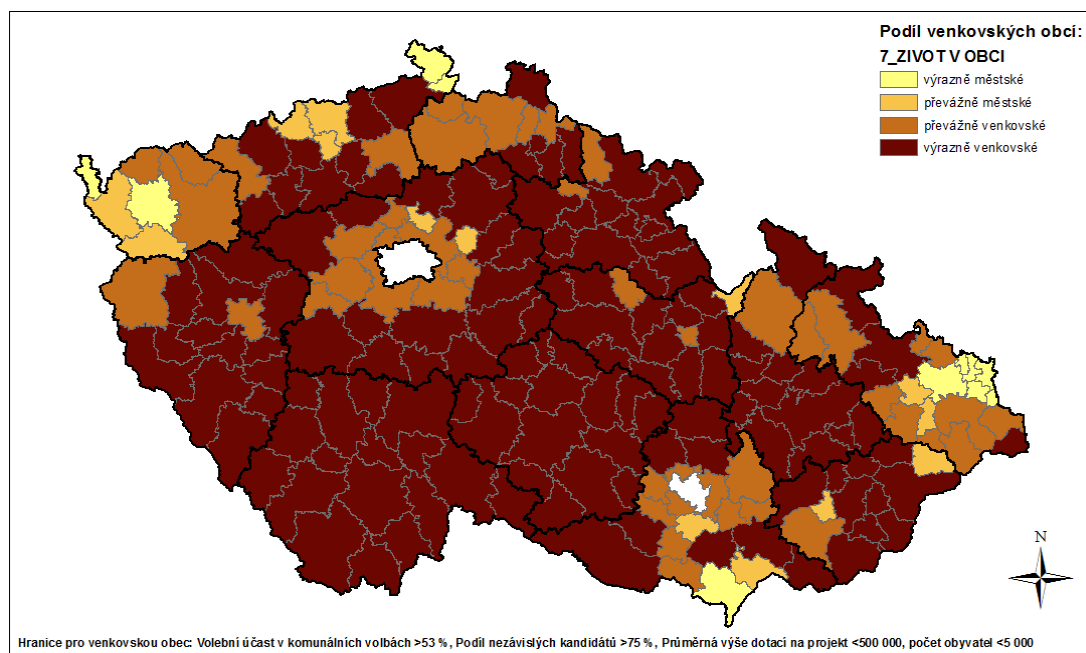 Podíl venkovských obcí:
7_ZIVOT V OBCI
výrazně městské
převážně městské
převážně venkovské
výrazně venkovské
N
Hranice pro venkovskou obec: Volební účast v komunálních volbách >53 %, Podíl nezávislých kandidátů >75 %, Průměrná výše dotací na projekt <500 000, počet obyvatel <5 000